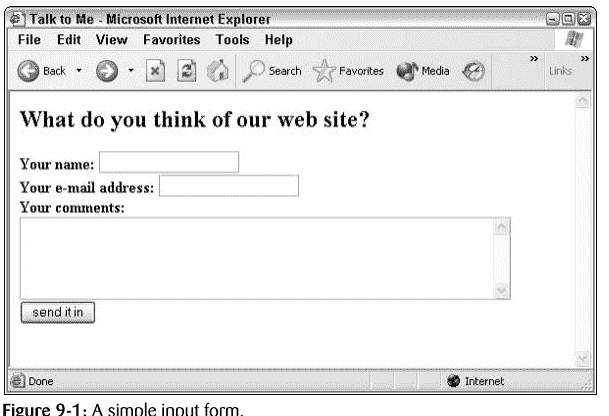 Talk to Me - Microsoft Internet Explorer
File Edit View Favorites Tools Help
Back Search Favorites Media » Links »
What do you think of our web site?
Your name:
Your e-mail address:
Your comments:
send it in
Done Internet
Figure 9-1: A simple input form.